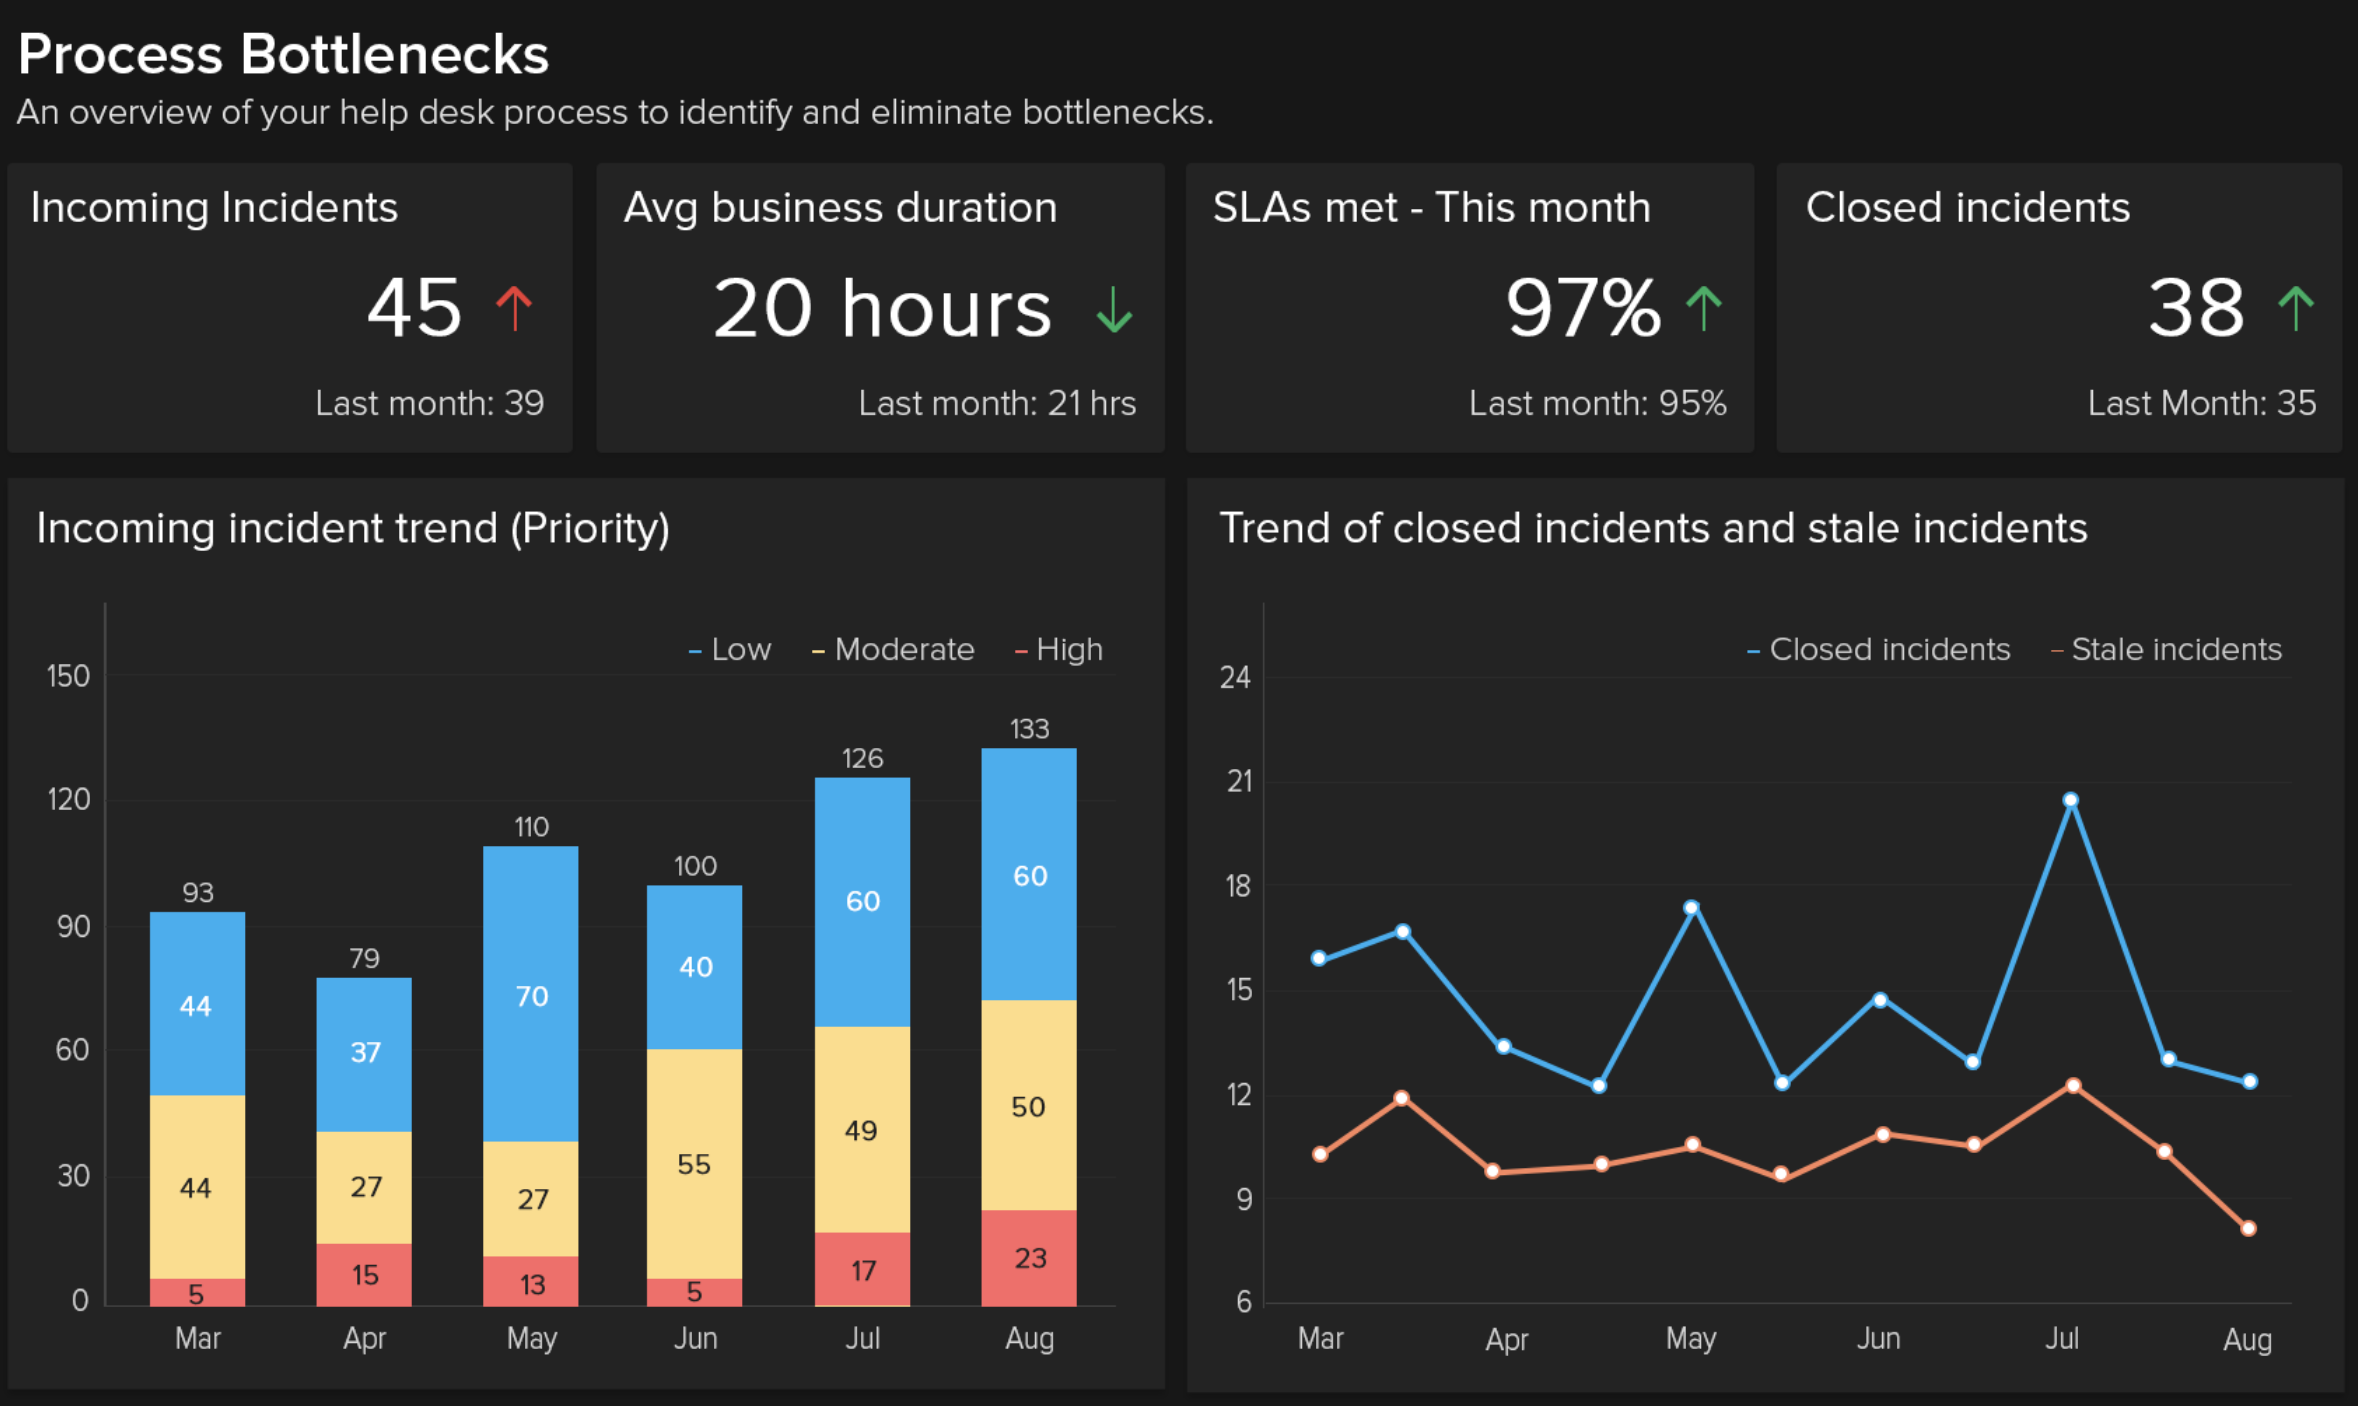 Process Bottlenecks
An overview of your help desk process to identify and eliminate bottlenecks.
Incoming Incidents
45
Last month: 39
Avg business duration
20 hours
Last month: 21 hrs
SLAs met - This month
97%
Last month: 95%
Closed incidents
38
Last Month: 35
Incoming incident trend (Priority)
Low Moderate High
150
120
90
60
30
0
93
44
44
5
79
37
27
15
110
70
27
13
100
40
55
5
126
60
49
17
133
60
50
23
Mar Apr May Jun Jul Aug
Trend of closed incidents and stale incidents
Closed incidents Stale incidents
24
21
18
15
12
9
6
Mar Apr May Jun Jul Aug